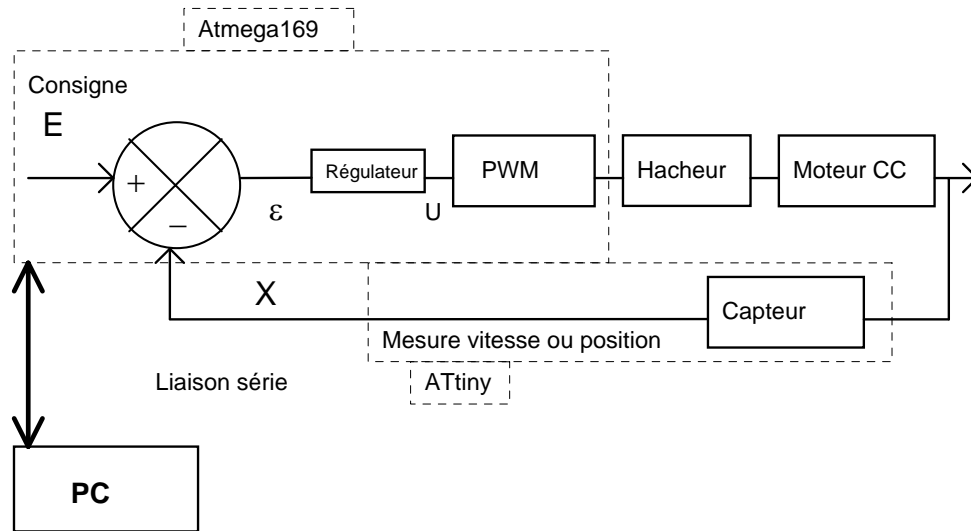 Atmega169
Consigne
E
+
−
ε
Régulateur
U
PWM
Hacheur
Moteur CC
X
Capteur
Mesure vitesse ou position
ATtiny
Liaison série
PC